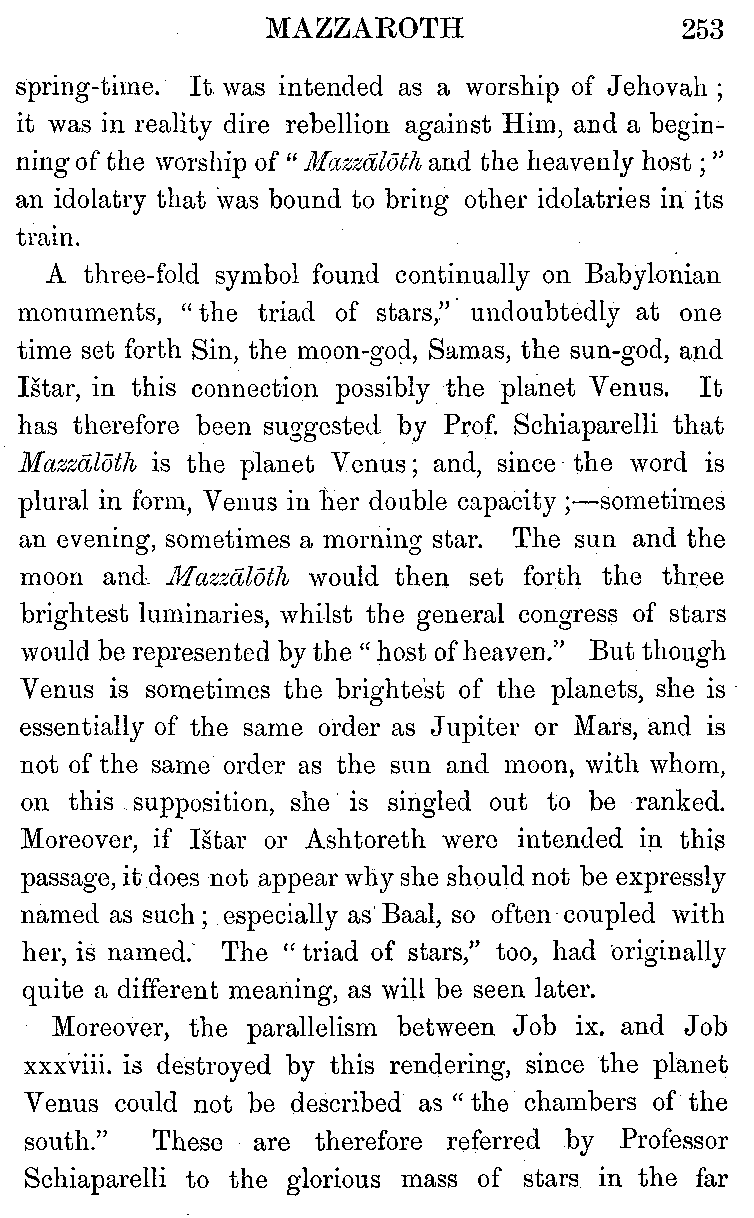 MAZZAROTH 253
spring-time. It was intended as a worship of Jehovah ;
it was in reality dire rebellion against Him, and a begin-
ning of the worship of “ Mazzālōth and the heavenly host ; ”
an idolatry that was bound to bring other idolatries in its
train.
A three-fold symbol found continually on Babylonian
monuments, “the triad of stars,” undoubtedly at one
time set forth Sin, the moon-god, Samas, the sun-god, and
Ištar, in this connection possibly the planet Venus. It
has therefore been suggested by Prof. Schiaparelli that
Mazzālōth is the planet Venus ; and, since the word is
plural in form, Venus in her double capacity ;—sometimes
an evening, sometimes a morning star. The sun and the
moon and Mazzālōth would then set forth the three
brightest luminaries, whilst the general congress of stars
would be represented by the “ host of heaven.” But though
Venus is sometimes the brightest of the planets, she is
essentially of the same order as Jupiter or Mars, and is
not of the same order as the sun and moon, with whom,
on this supposition, she is singled out to be ranked.
Moreover, if Ištar or Ashtoreth were intended in this
passage, it does not appear why she should not be expressly
named as such ; especially as Baal, so often coupled with
her, is named. The “ triad of stars,” too, had originally
quite a different meaning, as will be seen later.
Moreover, the parallelism between Job ix. and Job
xxxviii. is destroyed by this rendering, since the planet
Venus could not be described as “ the chambers of the
south.” These are therefore referred by Professor
Schiaparelli to the glorious mass of stars in the far